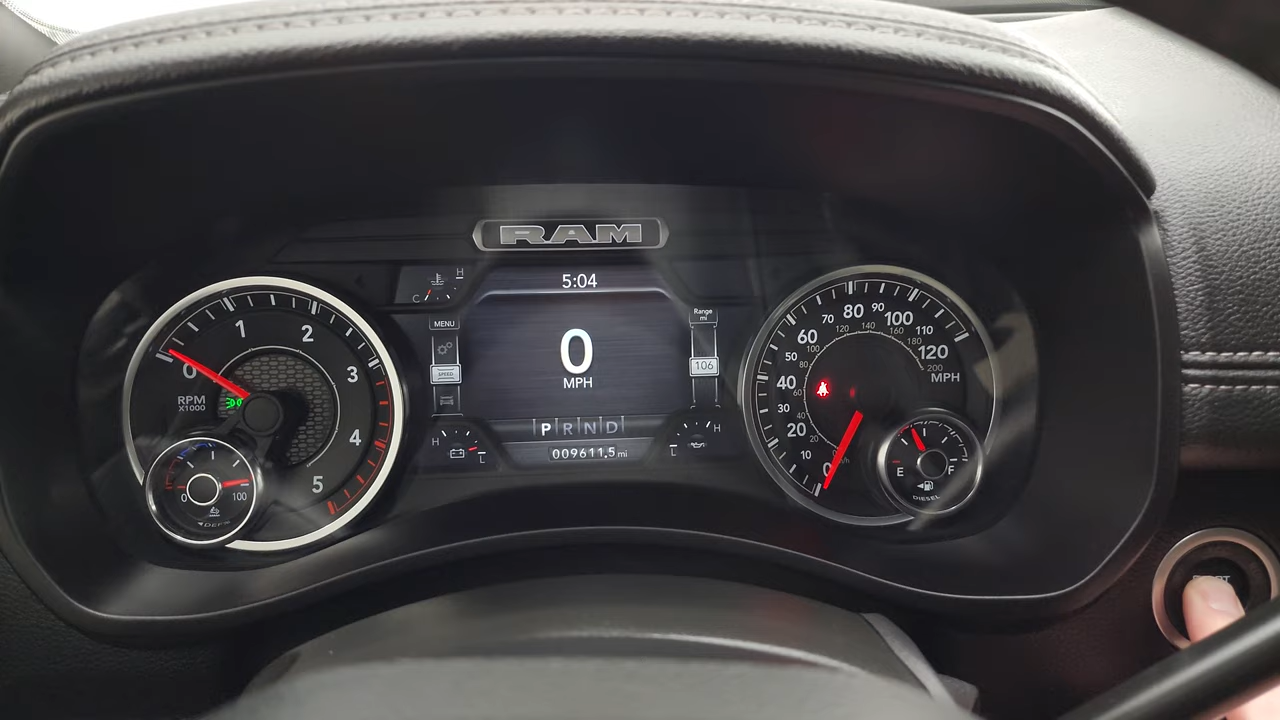 RAM
5:04
H
C
MENU
SPEED
0
MPH
Range
mi
106
P R N D
009611.5 mi
H
L
H
L
0
1
2
3
4
5
RPM
X1000
0
100
DEF
0
10
20
30
40
50
60
70
80
90
100
110
120
MPH
20
60
80
100
120
140
160
180
200
km/h
E
F
DIESEL
START